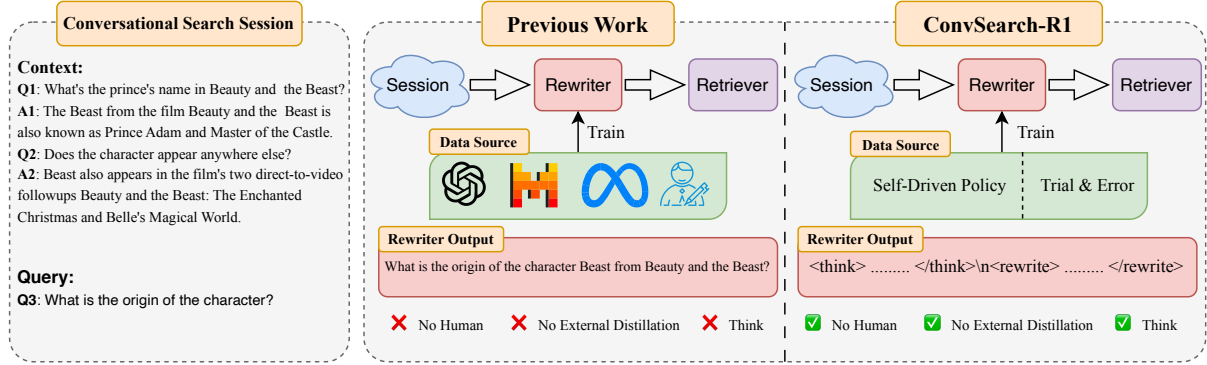 Conversational Search Session
Context:
Q1: What's the prince's name in Beauty and the Beast?
A1: The Beast from the film Beauty and the Beast is
also known as Prince Adam and Master of the Castle.
Q2: Does the character appear anywhere else?
A2: Beast also appears in the film's two direct-to-video
followups Beauty and the Beast: The Enchanted
Christmas and Belle's Magical World.
Query:
Q3: What is the origin of the character?
Previous Work
Session
Rewriter
Retriever
Train
Data Source
Rewriter Output
What is the origin of the character Beast from Beauty and the Beast?
No Human
No External Distillation
Think
ConvSearch-R1
Session
Rewriter
Retriever
Train
Data Source
Self-Driven Policy
Trial & Error
Rewriter Output
<think> ......... </think>\n<rewrite> ......... </rewrite>
No Human
No External Distillation
Think